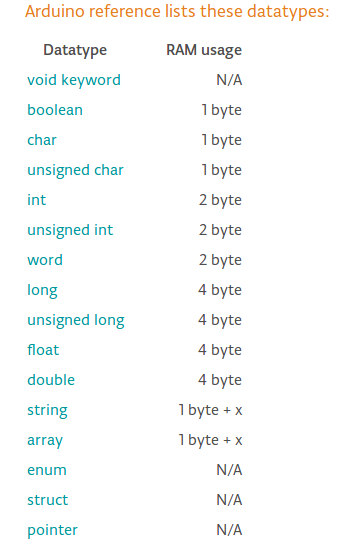 Arduino reference lists these datatypes:
Datatype RAM usage
void keyword N/A
boolean 1 byte
char 1 byte
unsigned char 1 byte
int 2 byte
unsigned int 2 byte
word 2 byte
long 4 byte
unsigned long 4 byte
float 4 byte
double 4 byte
string 1 byte + x
array 1 byte + x
enum N/A
struct N/A
pointer N/A